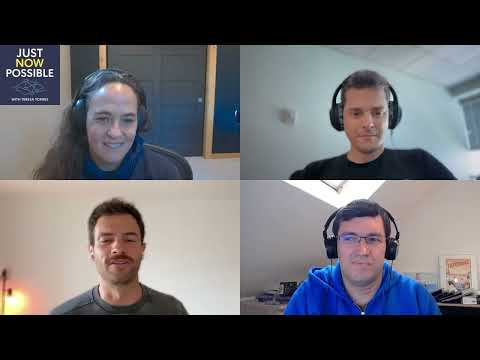 JUST
NOW
POSSIBLE
WITH TERESA TORRES